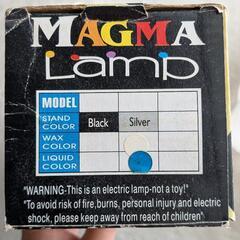 MAGMA
Lamp
MODEL
STAND COLOR Black Silver
WAX COLOR
LIQUID COLOR
"WARNING-This is an electric lamp-not a toy!"
"To avoid risk of fire,burns, personal injury and electric
shock, please keep away from reach of children"